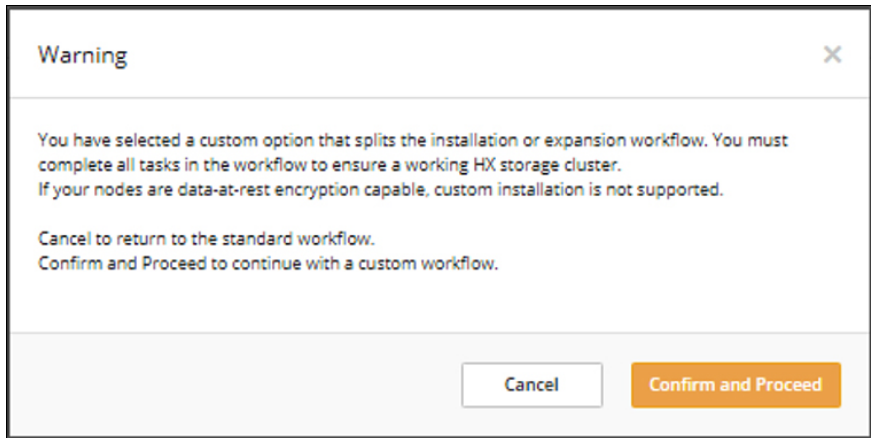 Warning
You have selected a custom option that splits the installation or expansion workflow. You must
complete all tasks in the workflow to ensure a working HX storage cluster.
If your nodes are data-at-rest encryption capable, custom installation is not supported.
Cancel to return to the standard workflow.
Confirm and Proceed to continue with a custom workflow.
Cancel
Confirm and Proceed